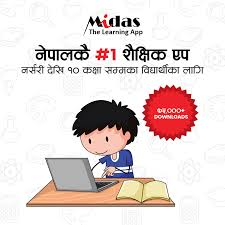 Midas
The Learning App
नेपालकै #1 शैक्षिक एप
नर्सरी देखि १० कक्षा सम्मका विद्यार्थीका लागि
DOWNLOADS